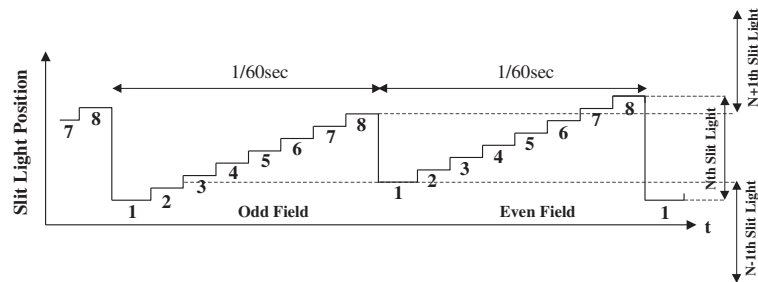 N+1th Slit Light
1/60sec 1/60sec
Slit Light Position
7 8
1 2 3 4 5 6 7 8
1 2 3 4 5 6 7 8
1
Nth Slit Light
Odd Field Even Field
t
N-1th Slit Light